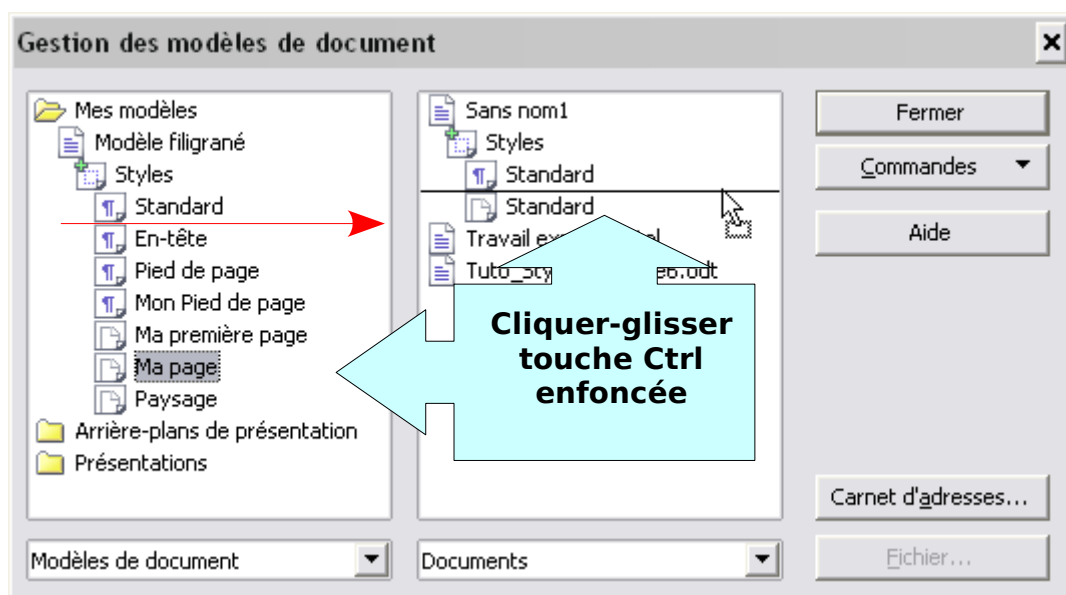 Gestion des modèles de document
Mes modèles
Modèle filigrané
Styles
Standard
En-tête
Pied de page
Mon Pied de page
Ma première page
Ma page
Paysage
Arrière-plans de présentation
Présentations
Modèles de document
Sans nom1
Styles
Standard
Standard
Travail
Cliquer-glisser
touche Ctrl
enfoncée
Documents
Fermer
Commandes
Aide
Carnet d'adresses...
Fichier...